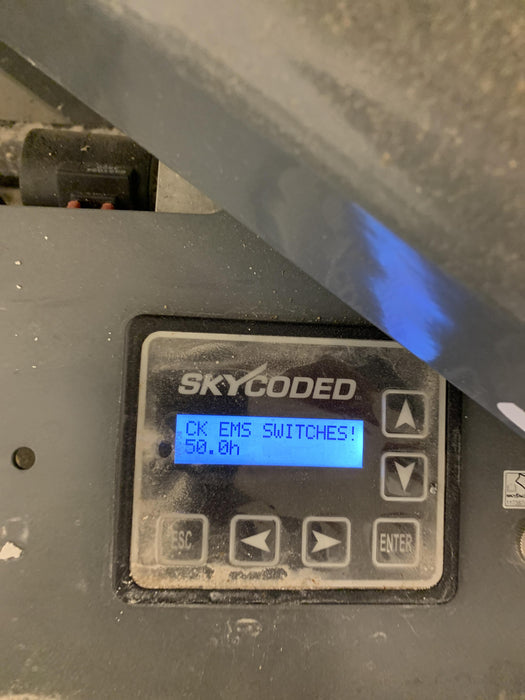 SKYCODED
CK EMS SWITCHES!
50.0h
ESC
ENTER